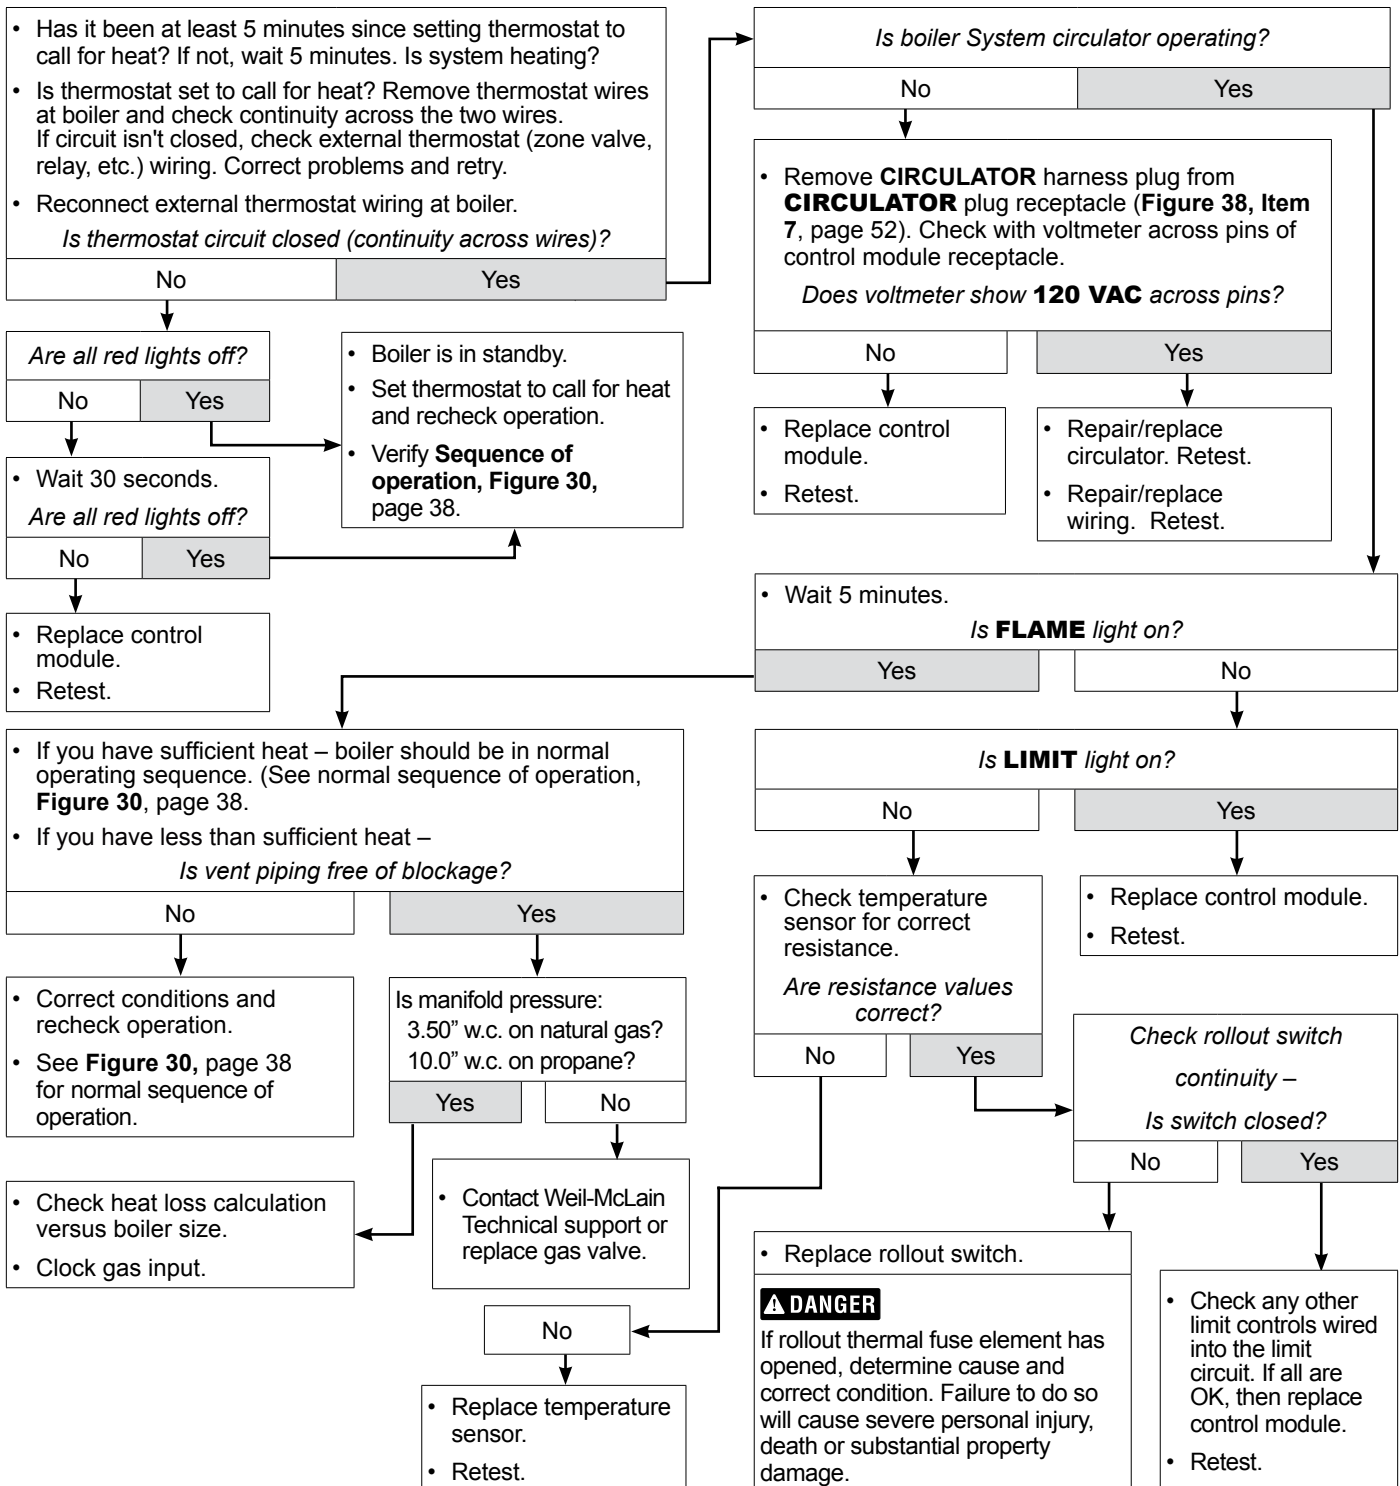 • Has it been at least 5 minutes since setting thermostat to
call for heat? If not, wait 5 minutes. Is system heating?
• Is thermostat set to call for heat? Remove thermostat wires
at boiler and check continuity across the two wires.
If circuit isn't closed, check external thermostat (zone valve,
relay, etc.) wiring. Correct problems and retry.
• Reconnect external thermostat wiring at boiler.
Is thermostat circuit closed (continuity across wires)?
No
Yes
Are all red lights off?
No
Yes
• Wait 30 seconds.
Are all red lights off?
No
Yes
• Replace control
module.
• Retest.
• Boiler is in standby.
• Set thermostat to call for heat
and recheck operation.
• Verify Sequence of
operation, Figure 30,
page 38.
Is boiler System circulator operating?
No
Yes
• Remove CIRCULATOR harness plug from
CIRCULATOR plug receptacle (Figure 38, Item
7, page 52). Check with voltmeter across pins of
control module receptacle.
Does voltmeter show 120 VAC across pins?
No
Yes
• Replace control
module.
• Retest.
• Repair/replace
circulator. Retest.
• Repair/replace
wiring. Retest.
• Wait 5 minutes.
Is FLAME light on?
Yes
No
• If you have sufficient heat – boiler should be in normal
operating sequence. (See normal sequence of operation,
Figure 30, page 38.
• If you have less than sufficient heat –
Is vent piping free of blockage?
No
Yes
• Correct conditions and
recheck operation.
• See Figure 30, page 38
for normal sequence of
operation.
Is manifold pressure:
3.50” w.c. on natural gas?
10.0” w.c. on propane?
Yes
No
• Check heat loss calculation
versus boiler size.
• Clock gas input.
• Contact Weil-McLain
Technical support or
replace gas valve.
Is LIMIT light on?
No
Yes
• Check temperature
sensor for correct
resistance.
Are resistance values
correct?
No
Yes
• Replace control module.
• Retest.
Check rollout switch
continuity –
Is switch closed?
No
Yes
No
• Replace temperature
sensor.
• Retest.
• Replace rollout switch.
DANGER
If rollout thermal fuse element has
opened, determine cause and
correct condition. Failure to do so
will cause severe personal injury,
death or substantial property
damage.
• Check any other
limit controls wired
into the limit
circuit. If all are
OK, then replace
control module.
• Retest.